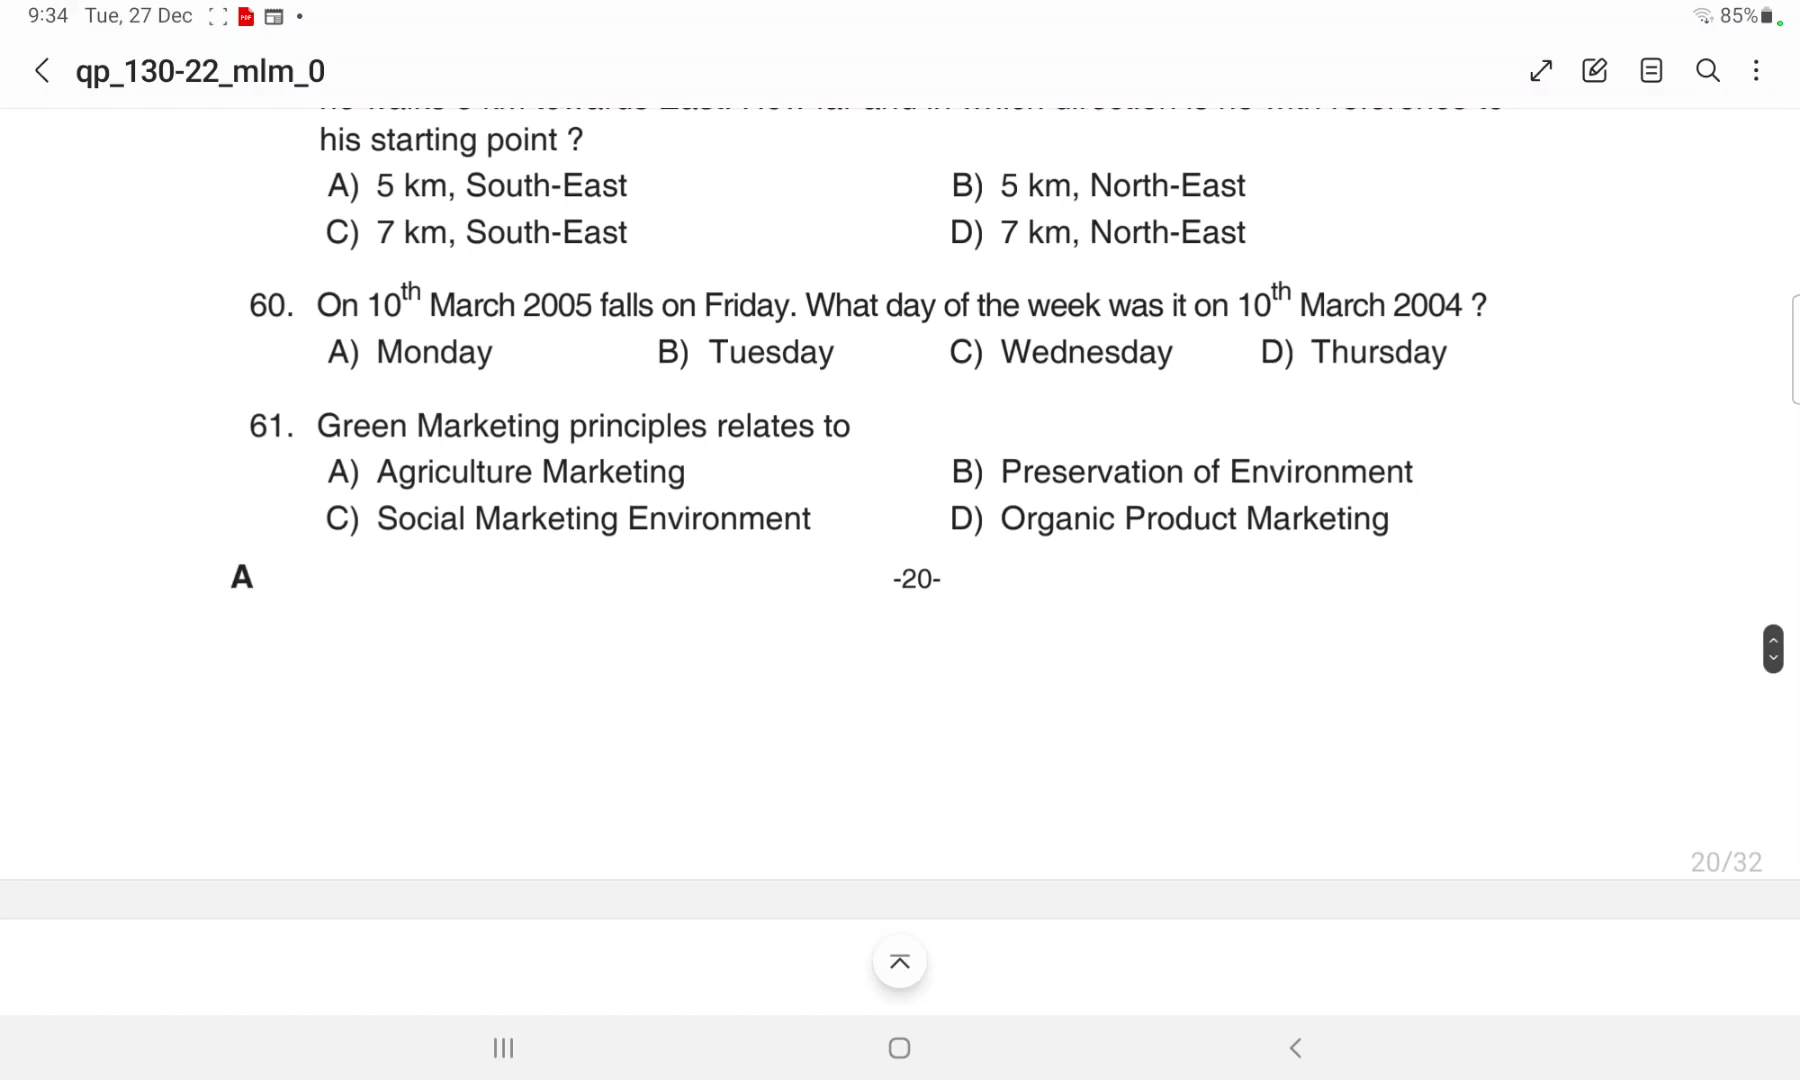 9:34 Tue, 27 Dec
85%
qp_130-22_mlm_0
his starting point ?
A) 5 km, South-East B) 5 km, North-East
C) 7 km, South-East D) 7 km, North-East
60. On 10th March 2005 falls on Friday. What day of the week was it on 10th March 2004 ?
A) Monday B) Tuesday C) Wednesday D) Thursday
61. Green Marketing principles relates to
A) Agriculture Marketing B) Preservation of Environment
C) Social Marketing Environment D) Organic Product Marketing
A -20-
20/32